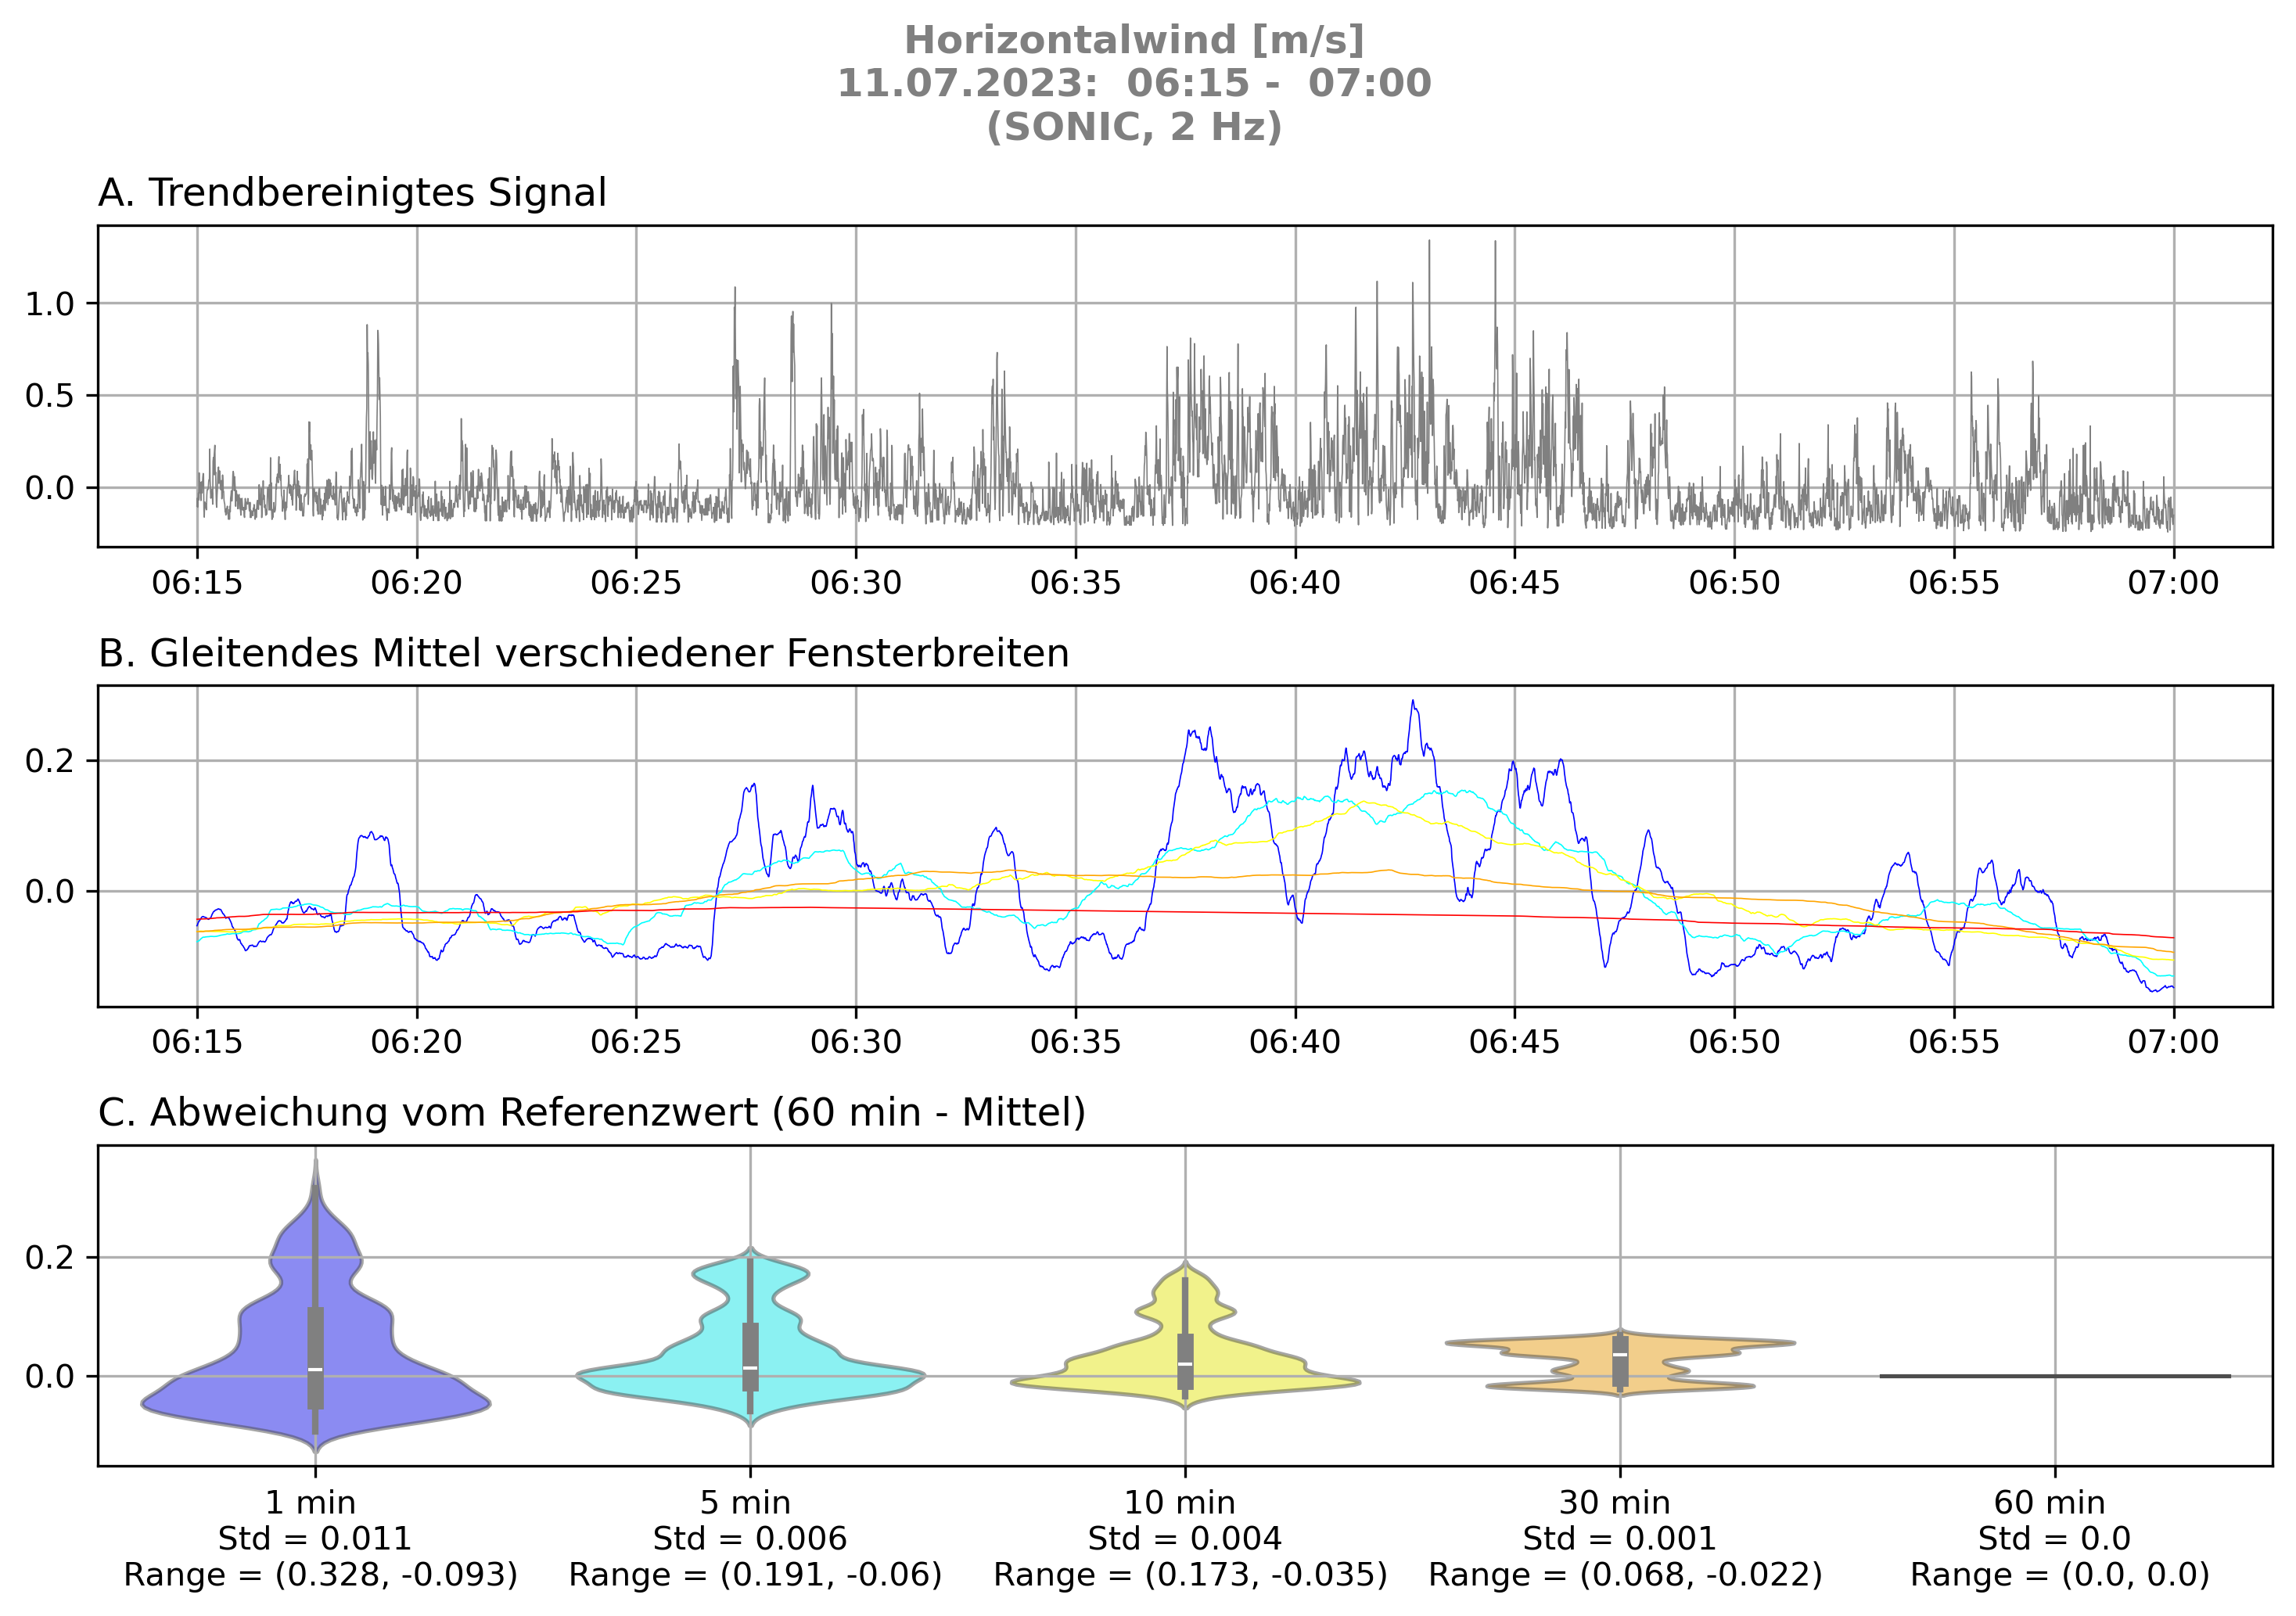 Horizontalwind [m/s]
11.07.2023:  06:15 -  07:00
(SONIC, 2 Hz)
A. Trendbereinigtes Signal
1.0
0.5
0.0
06:15 06:20 06:25 06:30 06:35 06:40 06:45 06:50 06:55 07:00
B. Gleitendes Mittel verschiedener Fensterbreiten
0.2
0.0
06:15 06:20 06:25 06:30 06:35 06:40 06:45 06:50 06:55 07:00
C. Abweichung vom Referenzwert (60 min - Mittel)
0.2
0.0
1 min 5 min 10 min 30 min 60 min
Std = 0.011 Std = 0.006 Std = 0.004 Std = 0.001 Std = 0.0
Range = (0.328, -0.093) Range = (0.191, -0.06) Range = (0.173, -0.035) Range = (0.068, -0.022) Range = (0.0, 0.0)